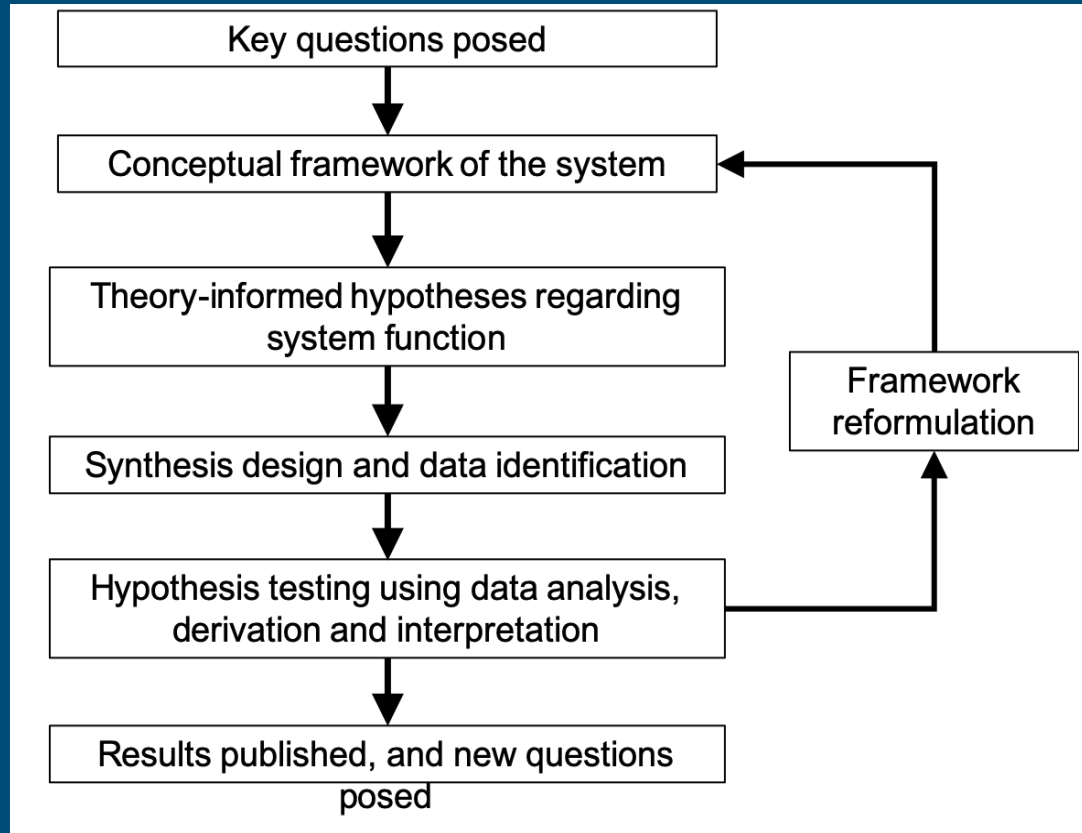 Key questions posed
Conceptual framework of the system
Theory-informed hypotheses regarding
system function
Framework
reformulation
Synthesis design and data identification
Hypothesis testing using data analysis,
derivation and interpretation
Results published, and new questions
posed